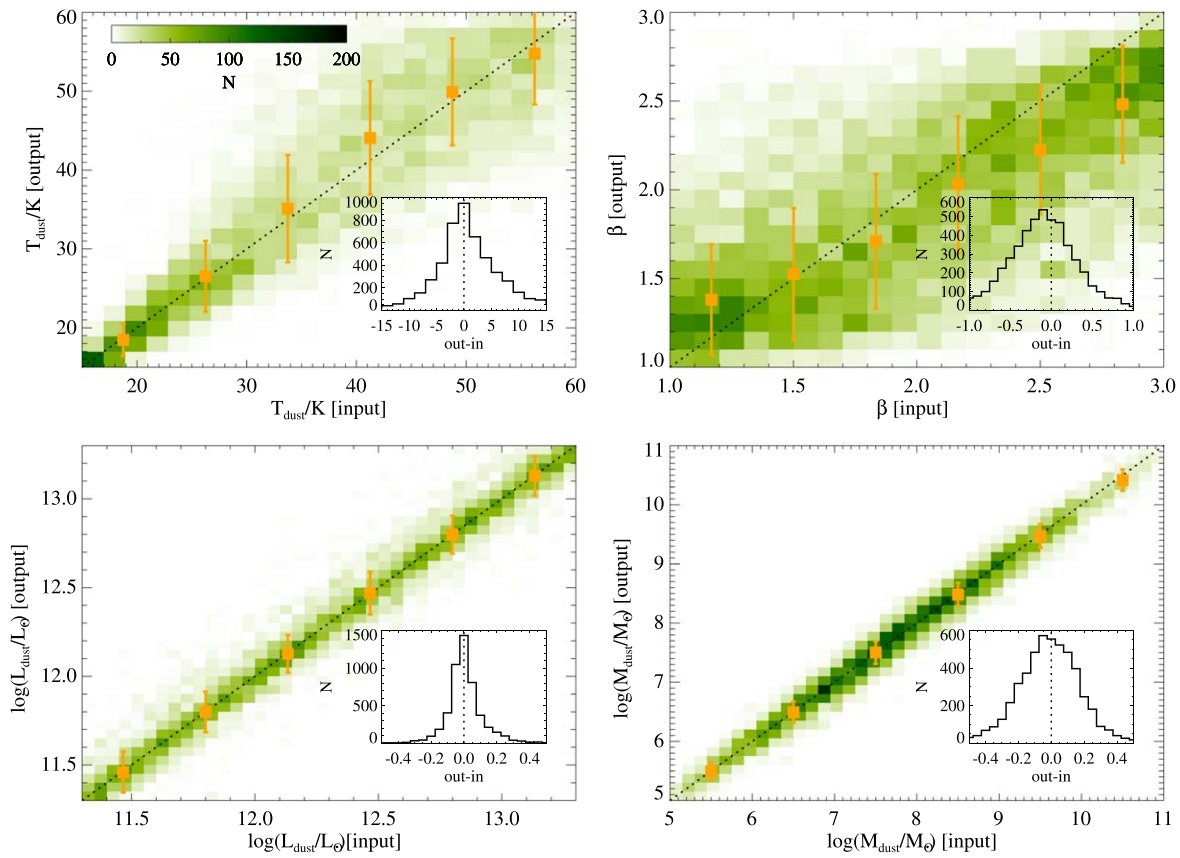 60
50
40
30
20
T_dust/K [output]
0 50 100 150 200
N
1000
800
600
400
200
0
N
-15 -10 -5 0 5 10 15
out-in
20 30 40 50 60
T_dust/K [input]
3.0
2.5
2.0
1.5
1.0
β [output]
600
500
400
300
200
100
0
N
-1.0 -0.5 0.0 0.5 1.0
out-in
1.0 1.5 2.0 2.5 3.0
β [input]
13.0
12.5
12.0
11.5
log(L_dust/L_⊙) [output]
1500
1000
500
0
N
-0.4 -0.2 0.0 0.2 0.4
out-in
11.5 12.0 12.5 13.0
log(L_dust/L_⊙)[input]
11
10
9
8
7
6
5
log(M_dust/M_⊙) [output]
600
400
200
0
N
-0.4 -0.2 0.0 0.2 0.4
out-in
5 6 7 8 9 10 11
log(M_dust/M_⊙) [input]